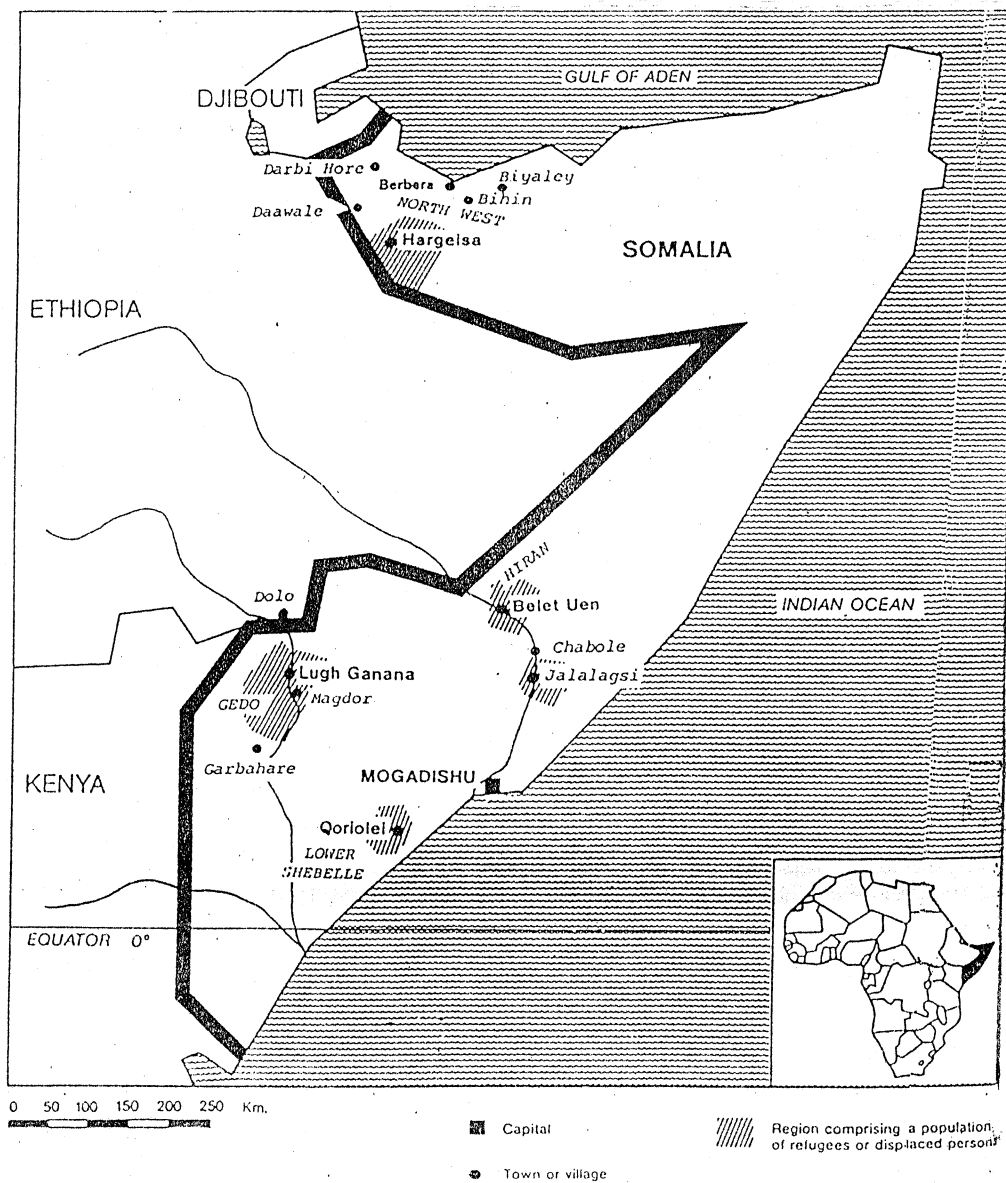 GULF OF ADEN
DJIBOUTI
Darbi Hore
Berbera
Biyaley
Bihin
NORTH WEST
Daawale
Hargeisa
SOMALIA
ETHIOPIA
HIRAN
Dolo
Belet Uen
INDIAN OCEAN
Chabole
Lugh Ganana
Jalalagsi
Magdor
GEDO
Garbahare
MOGADISHU
KENYA
Qoriolei
LOWER
SHEBELLE
EQUATOR 0°
0 50 100 150 200 250 Km.
Capital
Region comprising a population
of refugees or displaced persons
Town or village